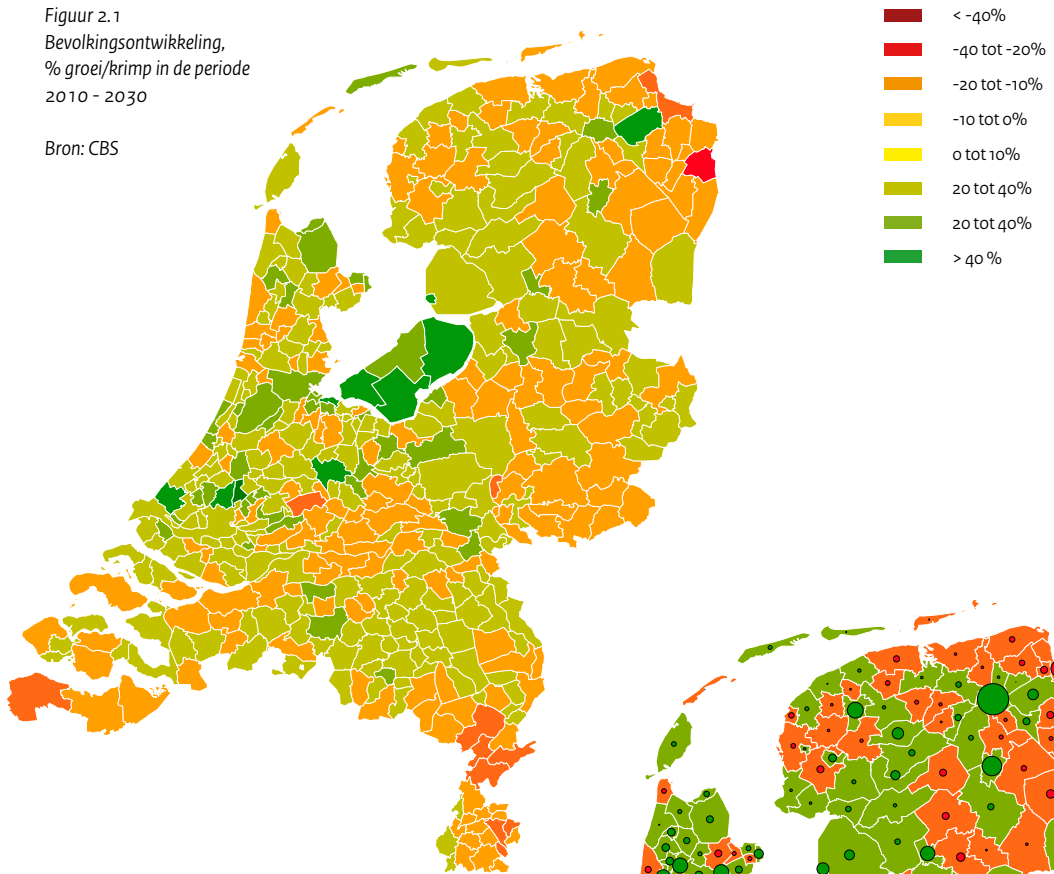 Figuur 2.1
Bevolkingsontwikkeling,
% groei/krimp in de periode
2010 - 2030
Bron: CBS
< -40%
-40 tot -20%
-20 tot -10%
-10 tot 0%
0 tot 10%
20 tot 40%
20 tot 40%
> 40 %